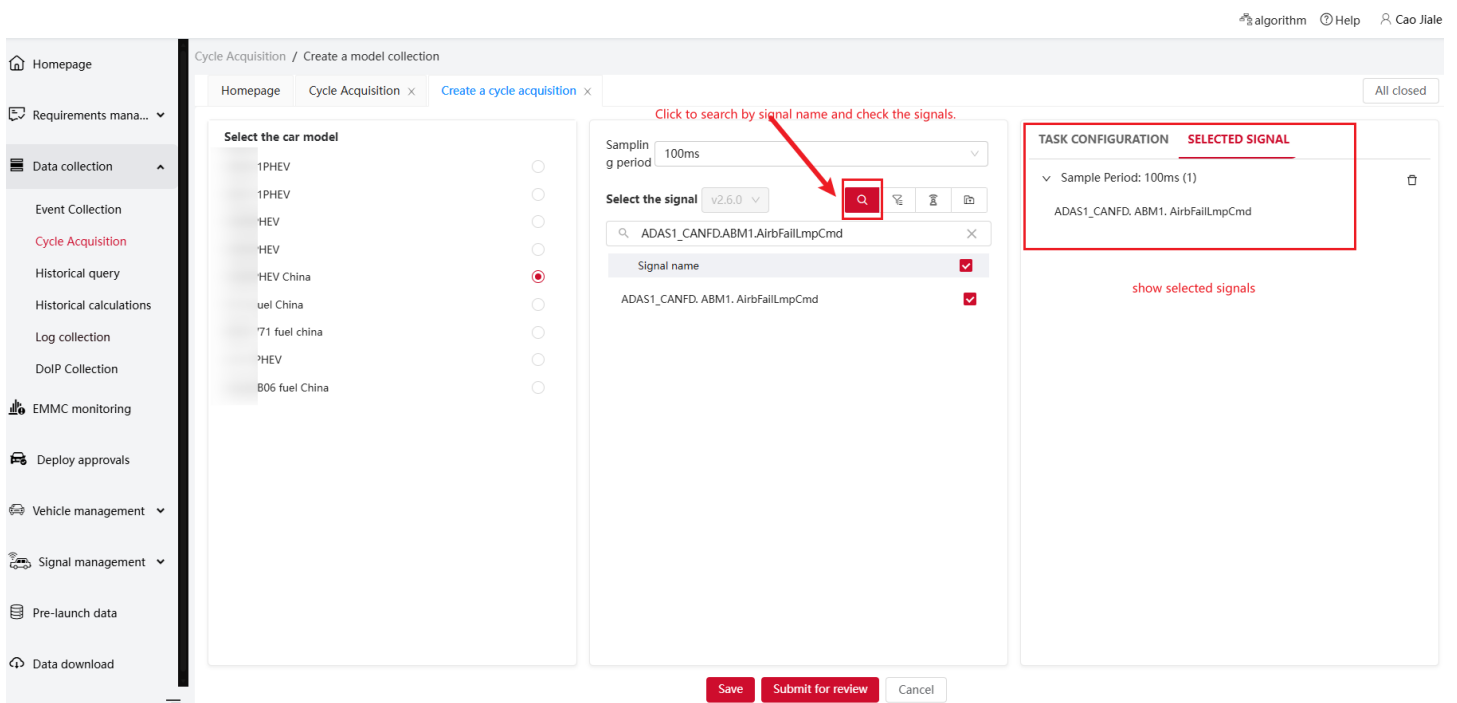 algorithm Help Cao Jiale
Homepage
Requirements mana...
Data collection
Event Collection
Cycle Acquisition
Historical query
Historical calculations
Log collection
DoIP Collection
EMMC monitoring
Deploy approvals
Vehicle management
Signal management
Pre-launch data
Data download
Cycle Acquisition / Create a model collection
Homepage Cycle Acquisition × Create a cycle acquisition × All closed
Click to search by signal name and check the signals.
Select the car model
1PHEV
1PHEV
HEV
HEV
HEV China
uel China
71 fuel china
PHEV
B06 fuel China
Samplin
g period
100ms
Select the signal v2.6.0
ADAS1_CANFD.ABM1.AirbFailLmpCmd
Signal name
ADAS1_CANFD. ABM1. AirbFailLmpCmd
TASK CONFIGURATION SELECTED SIGNAL
Sample Period: 100ms (1)
ADAS1_CANFD. ABM1. AirbFailLmpCmd
show selected signals
Save Submit for review Cancel